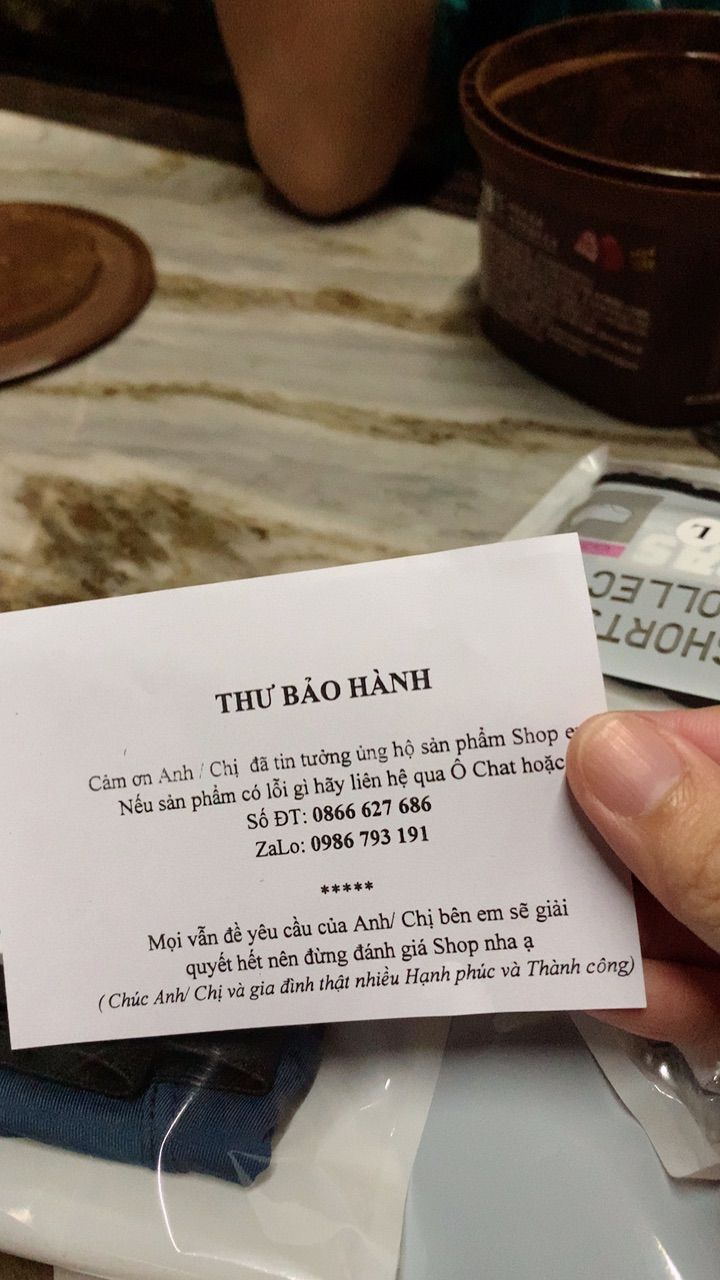 THƯ BẢO HÀNH
Cảm ơn Anh / Chị đã tin tưởng ủng hộ sản phẩm Shop
Nếu sản phẩm có lỗi gì hãy liên hệ qua Ô Chat hoặc
Số ĐT: 0866 627 686
ZaLo: 0986 793 191
*****
Mọi vẫn đề yêu cầu của Anh/ Chị bên em sẽ giải
quyết hết nên đừng đánh giá Shop nha ạ
( Chúc Anh/ Chị và gia đình thật nhiều Hạnh phúc và Thành công)
L